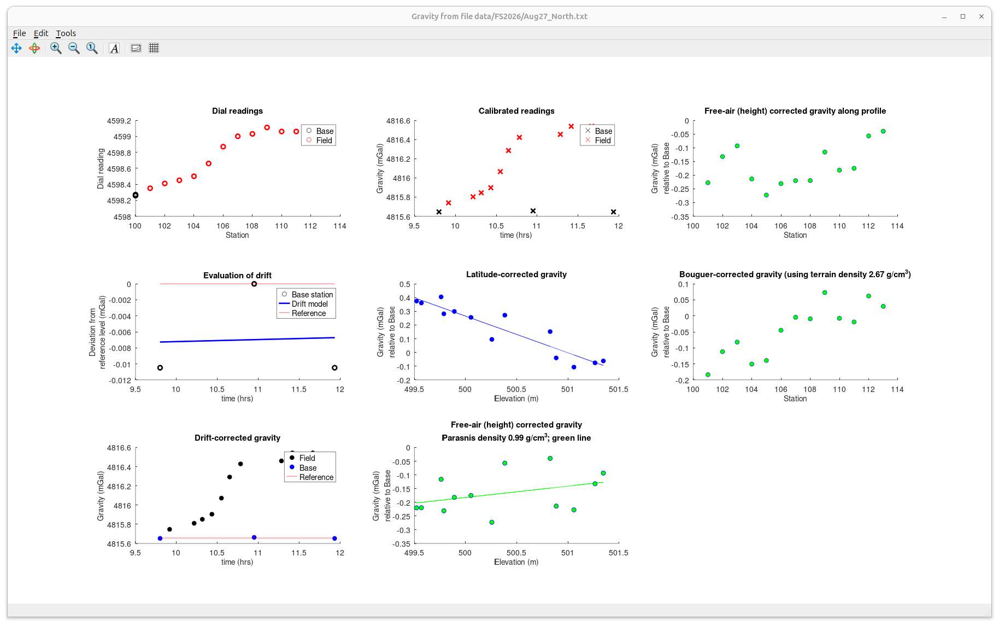 Gravity from file data/FS2026/Aug27_North.txt
File Edit Tools
Dial readings
4599.2
4599
4598.8
4598.6
4598.4
4598.2
4598
Dial reading
100 102 104 106 108 110 112 114
Station
Base
Field
Calibrated readings
4816.6
4816.4
4816.2
4816
4815.8
4815.6
Gravity (mGal)
9.5 10 10.5 11 11.5 12
time (hrs)
Base
Field
Free-air (height) corrected gravity along profile
0
-0.05
-0.1
-0.15
-0.2
-0.25
-0.3
-0.35
Gravity (mGal)
relative to Base
100 102 104 106 108 110 112 114
Station
Evaluation of drift
0
-0.002
-0.004
-0.006
-0.008
-0.01
-0.012
Deviation from
reference level (mGal)
9.5 10 10.5 11 11.5 12
time (hrs)
Base station
Drift model
Reference
Latitude-corrected gravity
0.5
0.4
0.3
0.2
0.1
0
-0.1
-0.2
Gravity (mGal)
relative to Base
499.5 500 500.5 501 501.5
Elevation (m)
Bouguer-corrected gravity (using terrain density 2.67 g/cm³)
0.1
0.05
0
-0.05
-0.1
-0.15
-0.2
Gravity (mGal)
relative to Base
100 102 104 106 108 110 112 114
Station
Drift-corrected gravity
4816.6
4816.4
4816.2
4816
4815.8
4815.6
Gravity (mGal)
9.5 10 10.5 11 11.5 12
time (hrs)
Field
Base
Reference
Free-air (height) corrected gravity
Parasnis density 0.99 g/cm³; green line
0
-0.05
-0.1
-0.15
-0.2
-0.25
-0.3
-0.35
Gravity (mGal)
relative to Base
499.5 500 500.5 501 501.5
Elevation (m)